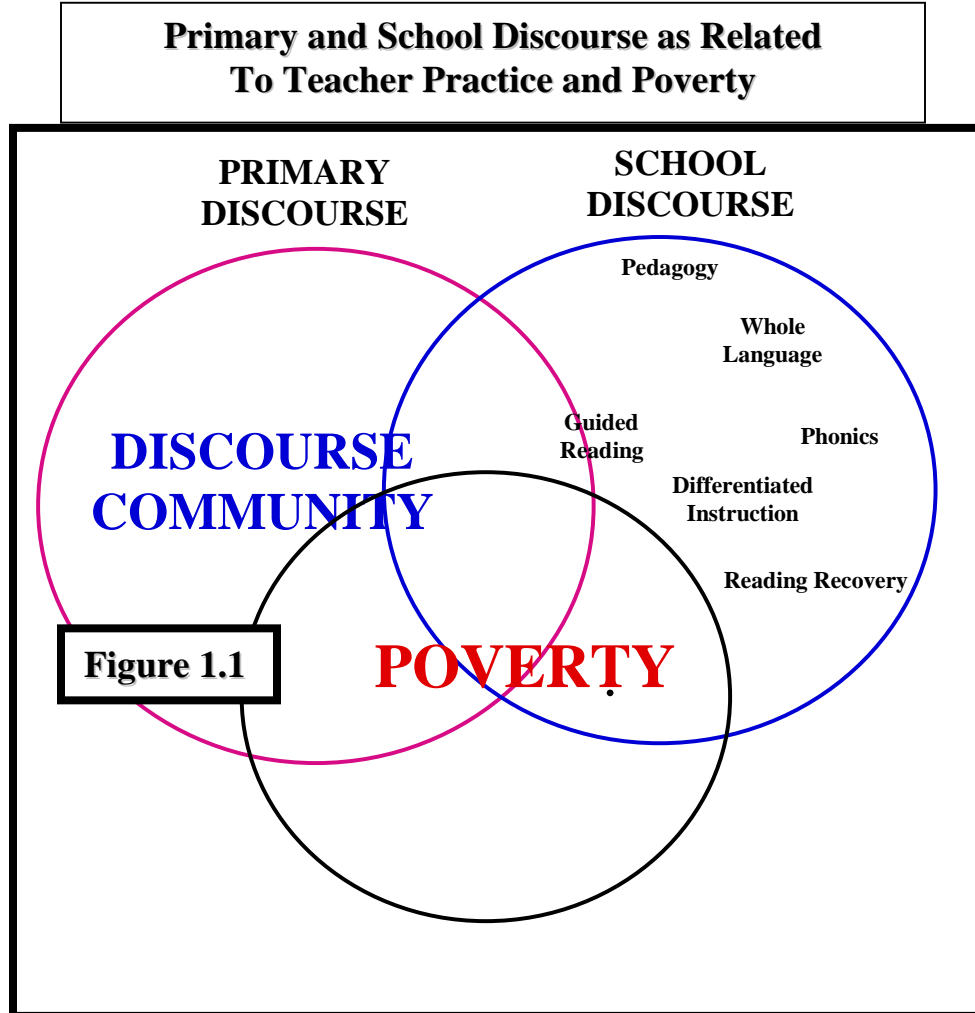 Primary and School Discourse as Related
To Teacher Practice and Poverty
PRIMARY
DISCOURSE
SCHOOL
DISCOURSE
Pedagogy
Whole
Language
Guided
Reading
Phonics
DISCOURSE
COMMUNITY
Differentiated
Instruction
Reading Recovery
POVERTY
Figure 1.1